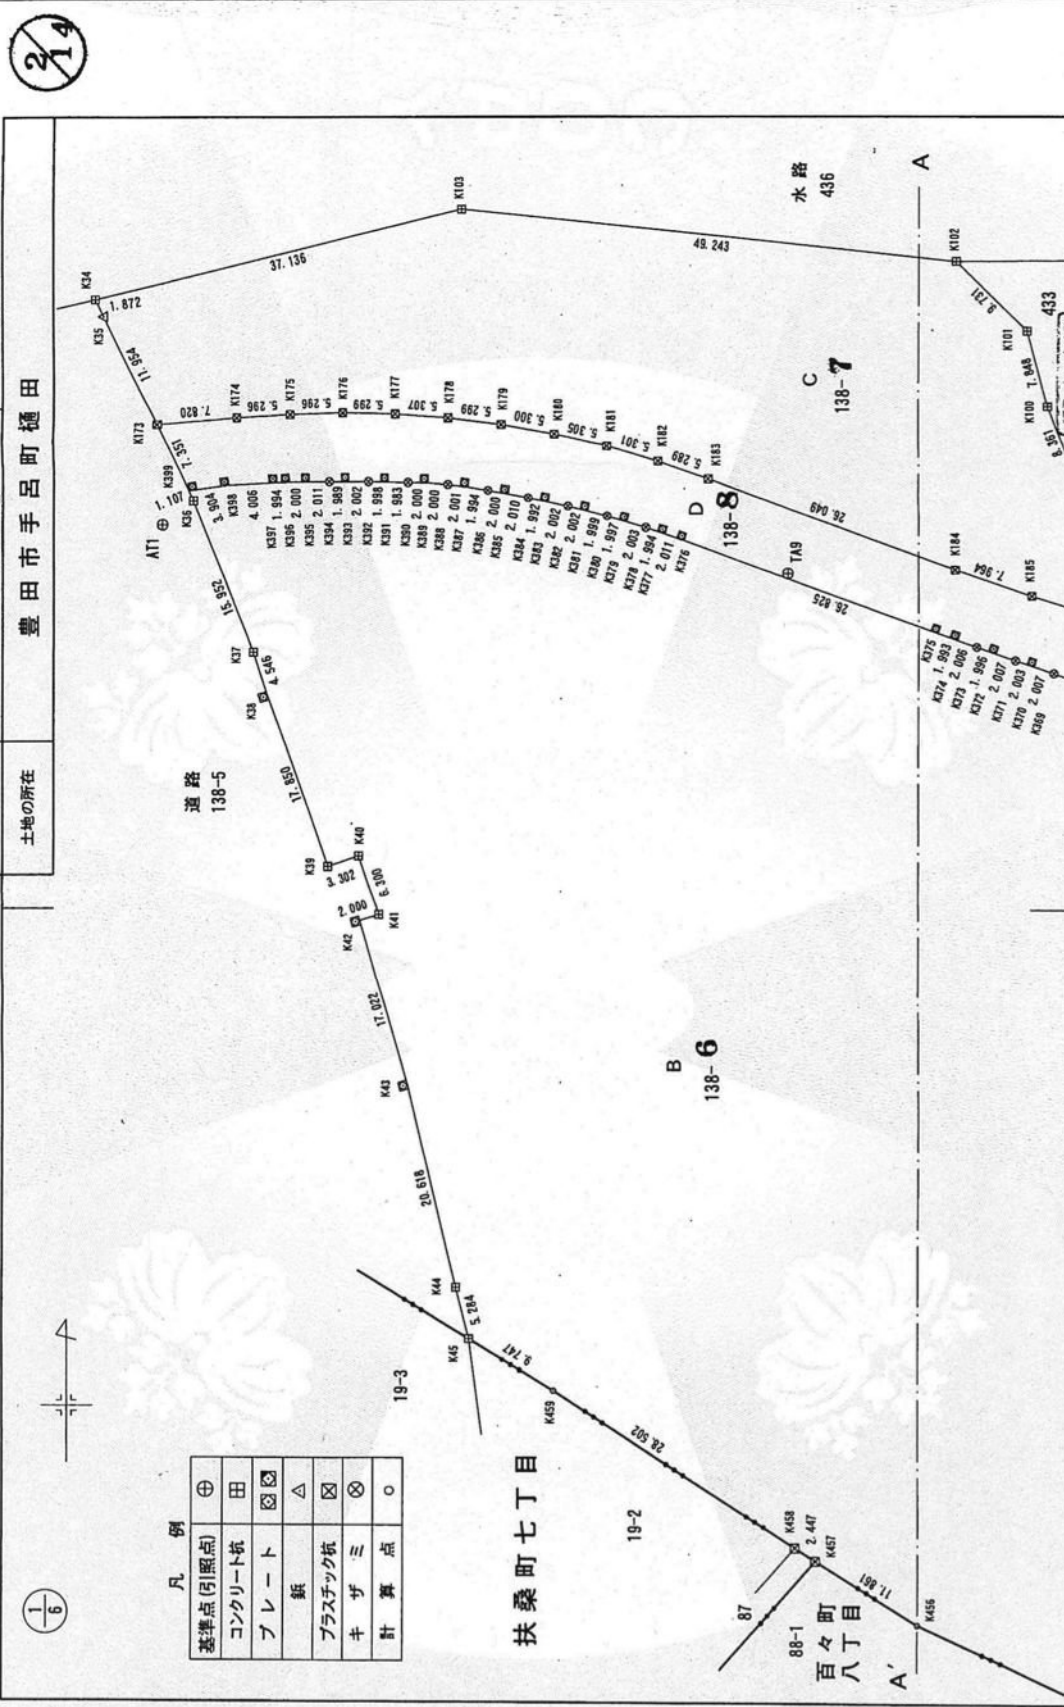 2/14
土地の所在
豊田市手呂町樋田
1/6
凡例
基準点(引照点)
コンクリート杭
プレート
鋲
プラスチック杭
キザミ
計算点
K34
1.872
K35
11.954
K173
7.351
K399
K36
1.107
AT1
15.952
K37
4.546
K38
17.850
道路
138-5
K39
3.302
K40
6.300
K41
2.000
K42
17.022
K43
20.618
K44
5.284
K45
19-3
9.747
K459
28.502
19-2
K458
2.447
K457
11.861
K456
87
88-1
百々町
八丁目
扶桑町七丁目
A'
A
37.136
K103
49.243
K102
9.731
K101
7.848
K100
8.361
433
水路
436
C
138-7
D
138-8
B
138-6
7.820
K174
5.296
K175
5.296
K176
5.299
K177
5.307
K178
5.299
K179
5.300
K180
5.305
K181
5.301
K182
5.289
K183
26.049
K184
7.964
K185
3.904
K398
4.006
K397
1.994
K396
2.000
K395
2.011
K394
1.989
K393
2.002
K392
1.998
K391
1.983
K390
2.000
K389
2.000
K388
2.001
K387
1.994
K386
2.000
K385
2.010
K384
1.992
K383
2.002
K382
2.002
K381
1.999
K380
1.997
K379
2.003
K378
1.994
K377
2.011
K376
TA9
26.825
K375
1.993
K374
2.006
K373
1.996
K372
2.007
K371
2.003
K370
2.007
K369